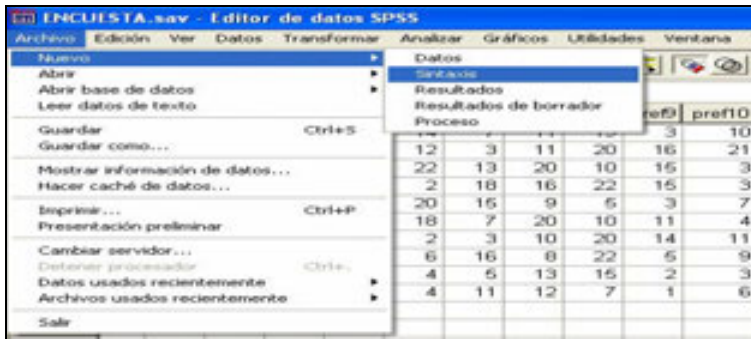 ENCUESTA.sav - Editor de datos SPSS
Archivo Edición Ver Datos Transformar Analizar Gráficos Utilidades Ventana
Nuevo
Abrir
Abrir base de datos
Leer datos de texto
Guardar Ctrl+S
Guardar como...
Mostrar información de datos...
Hacer caché de datos...
Imprimir... Ctrl+P
Presentación preliminar
Cambiar servidor...
Detener procesador Ctrl+.
Datos usados recientemente
Archivos usados recientemente
Salir
Datos
Sintaxis
Resultados
Resultados de borrador
Proceso
ref9 pref10
14 7 11 15 3 10
12 3 11 20 16 21
22 13 20 10 15 3
2 18 16 22 15 3
20 15 9 5 3 7
18 7 20 10 11 4
2 3 10 20 14 11
6 16 8 22 5 9
4 5 13 15 2 3
4 11 12 7 1 6